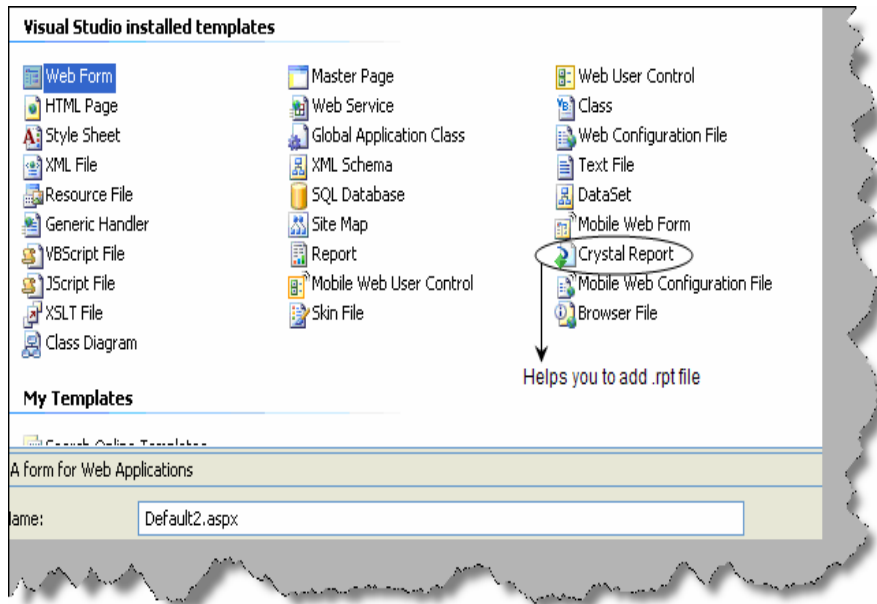 Visual Studio installed templates
Web Form
Master Page
Web User Control
HTML Page
Web Service
Class
Style Sheet
Global Application Class
Web Configuration File
XML File
XML Schema
Text File
Resource File
SQL Database
DataSet
Generic Handler
Site Map
Mobile Web Form
VBScript File
Report
Crystal Report
JScript File
Mobile Web User Control
Mobile Web Configuration File
XSLT File
Skin File
Browser File
Class Diagram
Helps you to add .rpt file
My Templates
Search Online Templates
A form for Web Applications
lame:
Default2.aspx